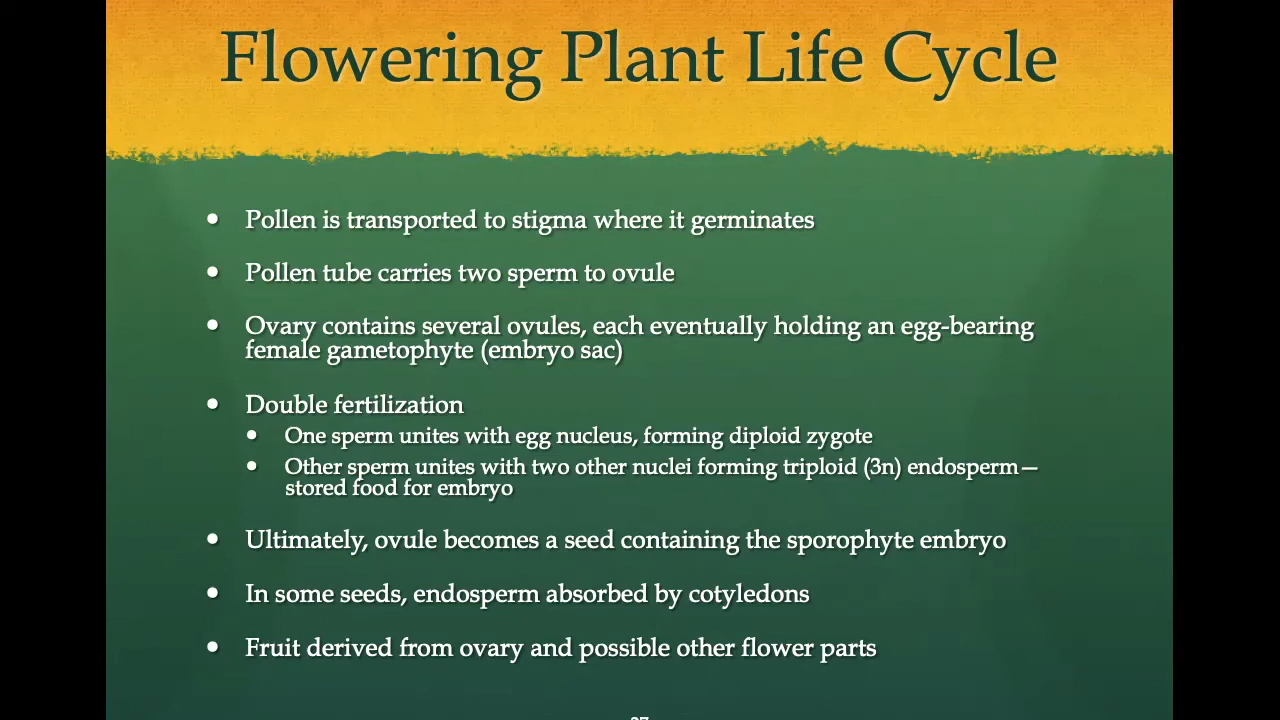 Flowering Plant Life Cycle
• Pollen is transported to stigma where it germinates
• Pollen tube carries two sperm to ovule
• Ovary contains several ovules, each eventually holding an egg-bearing
female gametophyte (embryo sac)
• Double fertilization
• One sperm unites with egg nucleus, forming diploid zygote
• Other sperm unites with two other nuclei forming triploid (3n) endosperm—
stored food for embryo
• Ultimately, ovule becomes a seed containing the sporophyte embryo
• In some seeds, endosperm absorbed by cotyledons
• Fruit derived from ovary and possible other flower parts